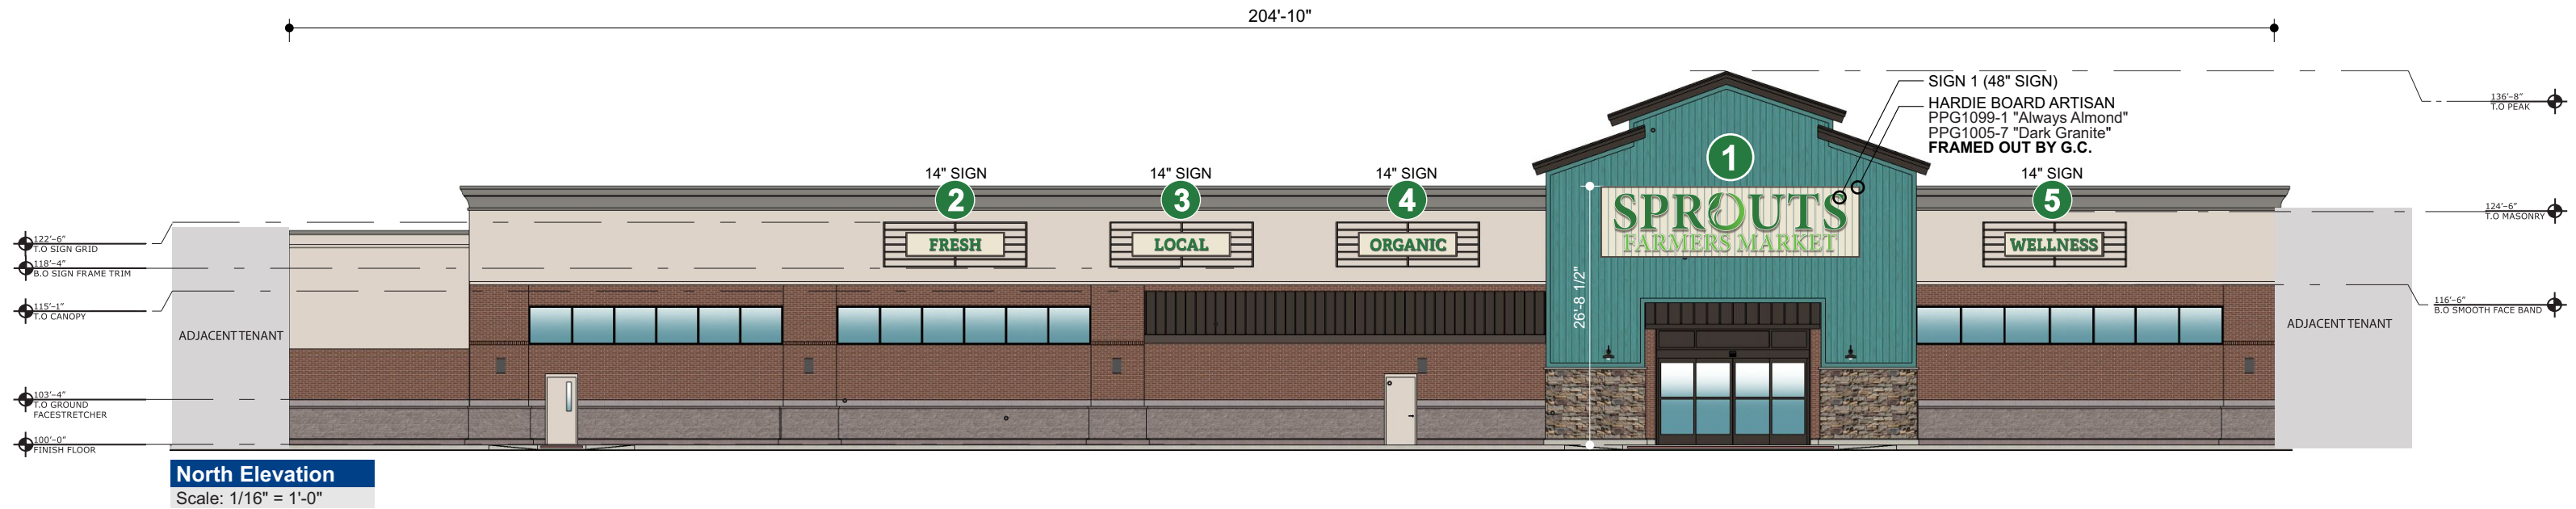 204'-10"
SIGN 1 (48" SIGN)
HARDIE BOARD ARTISAN
PPG1099-1 "Always Almond"
PPG1005-7 "Dark Granite"
FRAMED OUT BY G.C.
136'-8"
T.O PEAK
1
14" SIGN
14" SIGN
14" SIGN
14" SIGN
2
3
4
5
SPROUTS
FARMERS MARKET
FRESH
LOCAL
ORGANIC
WELLNESS
124'-6"
T.O MASONRY
122'-6"
T.O SIGN GRID
118'-4"
B.O SIGN FRAME TRIM
115'-1"
T.O CANOPY
116'-6"
B.O SMOOTH FACE BAND
26'-8 1/2"
ADJACENT TENANT
ADJACENT TENANT
103'-4"
T.O GROUND
FACESTRETCHER
100'-0"
FINISH FLOOR
North Elevation
Scale: 1/16" = 1'-0"